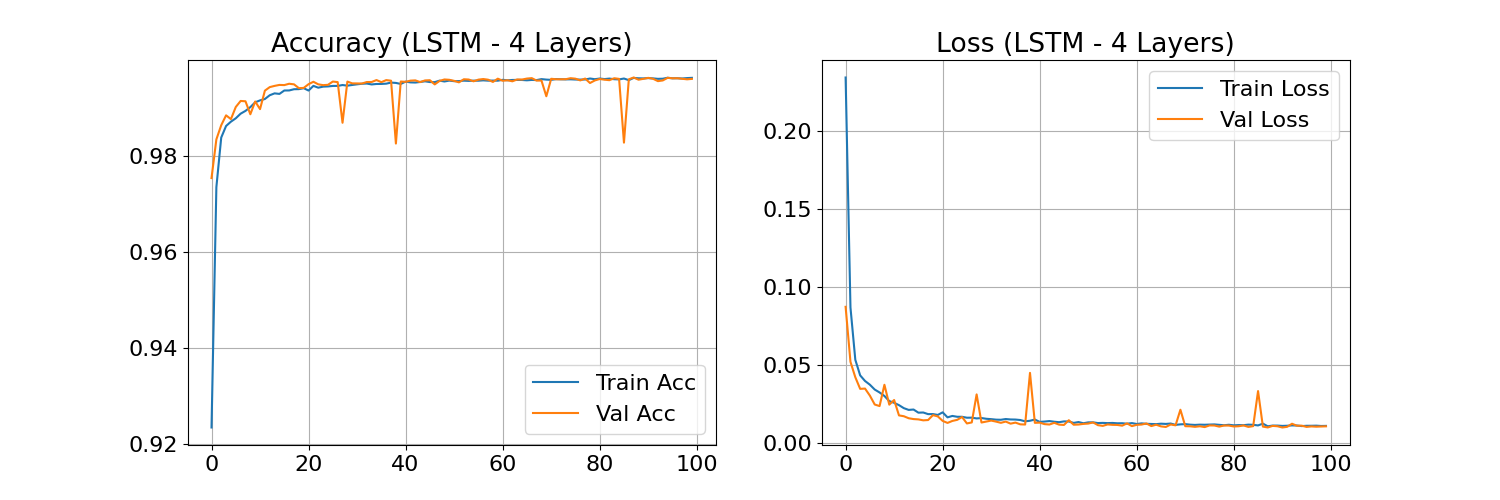 Accuracy (LSTM - 4 Layers)
0.98
0.96
0.94
0.92
0 20 40 60 80 100
Train Acc
Val Acc
Loss (LSTM - 4 Layers)
0.20
0.15
0.10
0.05
0.00
0 20 40 60 80 100
Train Loss
Val Loss